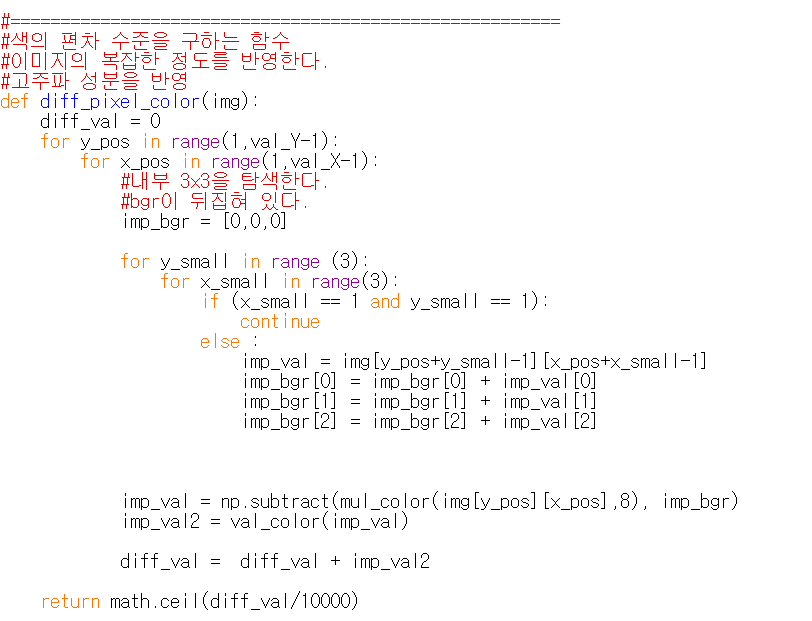 #=======================================================
#색의 편차 수준을 구하는 함수
#이미지의 복잡한 정도를 반영한다.
#고주파 성분을 반영
def diff_pixel_color(img):
    diff_val = 0
    for y_pos in range(1,val_Y-1):
        for x_pos in range(1,val_X-1):
            #내부 3x3을 탐색한다.
            #bgr이 뒤집혀 있다.
            imp_bgr = [0,0,0]
            for y_small in range (3):
                for x_small in range(3):
                    if (x_small == 1 and y_small == 1):
                        continue
                    else :
                        imp_val = img[y_pos+y_small-1][x_pos+x_small-1]
                        imp_bgr[0] = imp_bgr[0] + imp_val[0]
                        imp_bgr[1] = imp_bgr[1] + imp_val[1]
                        imp_bgr[2] = imp_bgr[2] + imp_val[2]
            imp_val = np.subtract(mul_color(img[y_pos][x_pos],8), imp_bgr)
            imp_val2 = val_color(imp_val)
            diff_val =  diff_val + imp_val2
    return math.ceil(diff_val/10000)